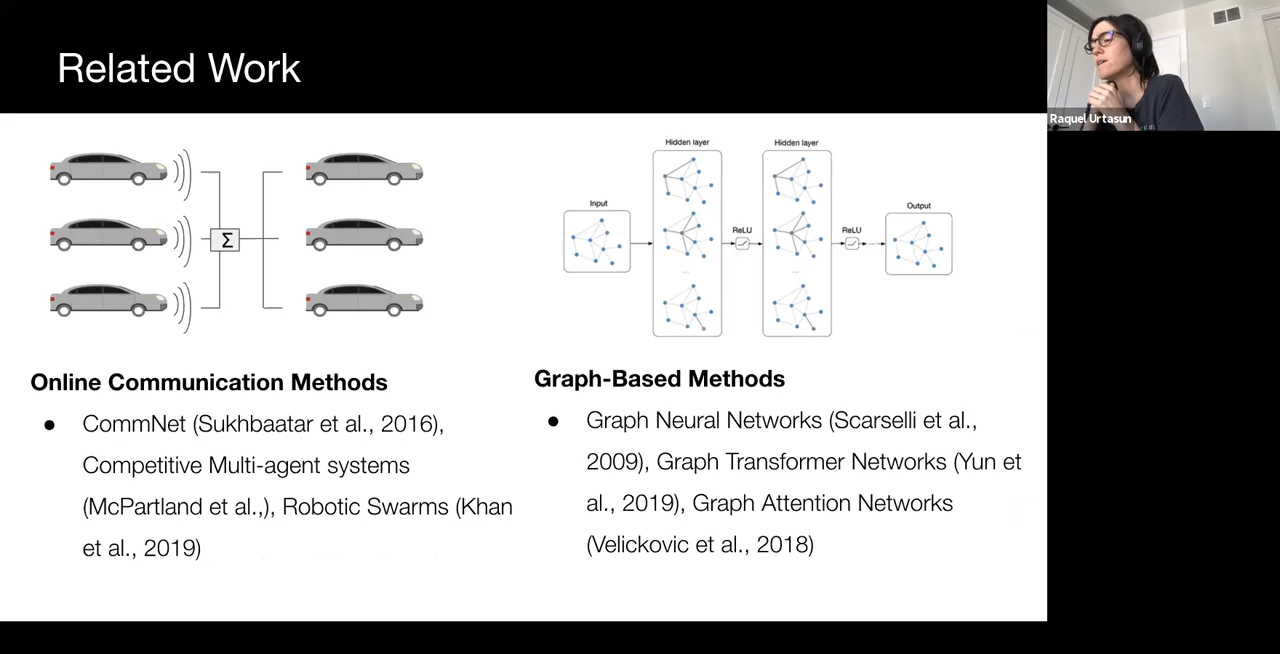 Related Work
Raquel Urtasun
Σ
Hidden layer
Hidden layer
Input
ReLU
ReLU
Output
...
...
Online Communication Methods
● CommNet (Sukhbaatar et al., 2016),
Competitive Multi-agent systems
(McPartland et al.,), Robotic Swarms (Khan
et al., 2019)
Graph-Based Methods
● Graph Neural Networks (Scarselli et al.,
2009), Graph Transformer Networks (Yun et
al., 2019), Graph Attention Networks
(Velickovic et al., 2018)